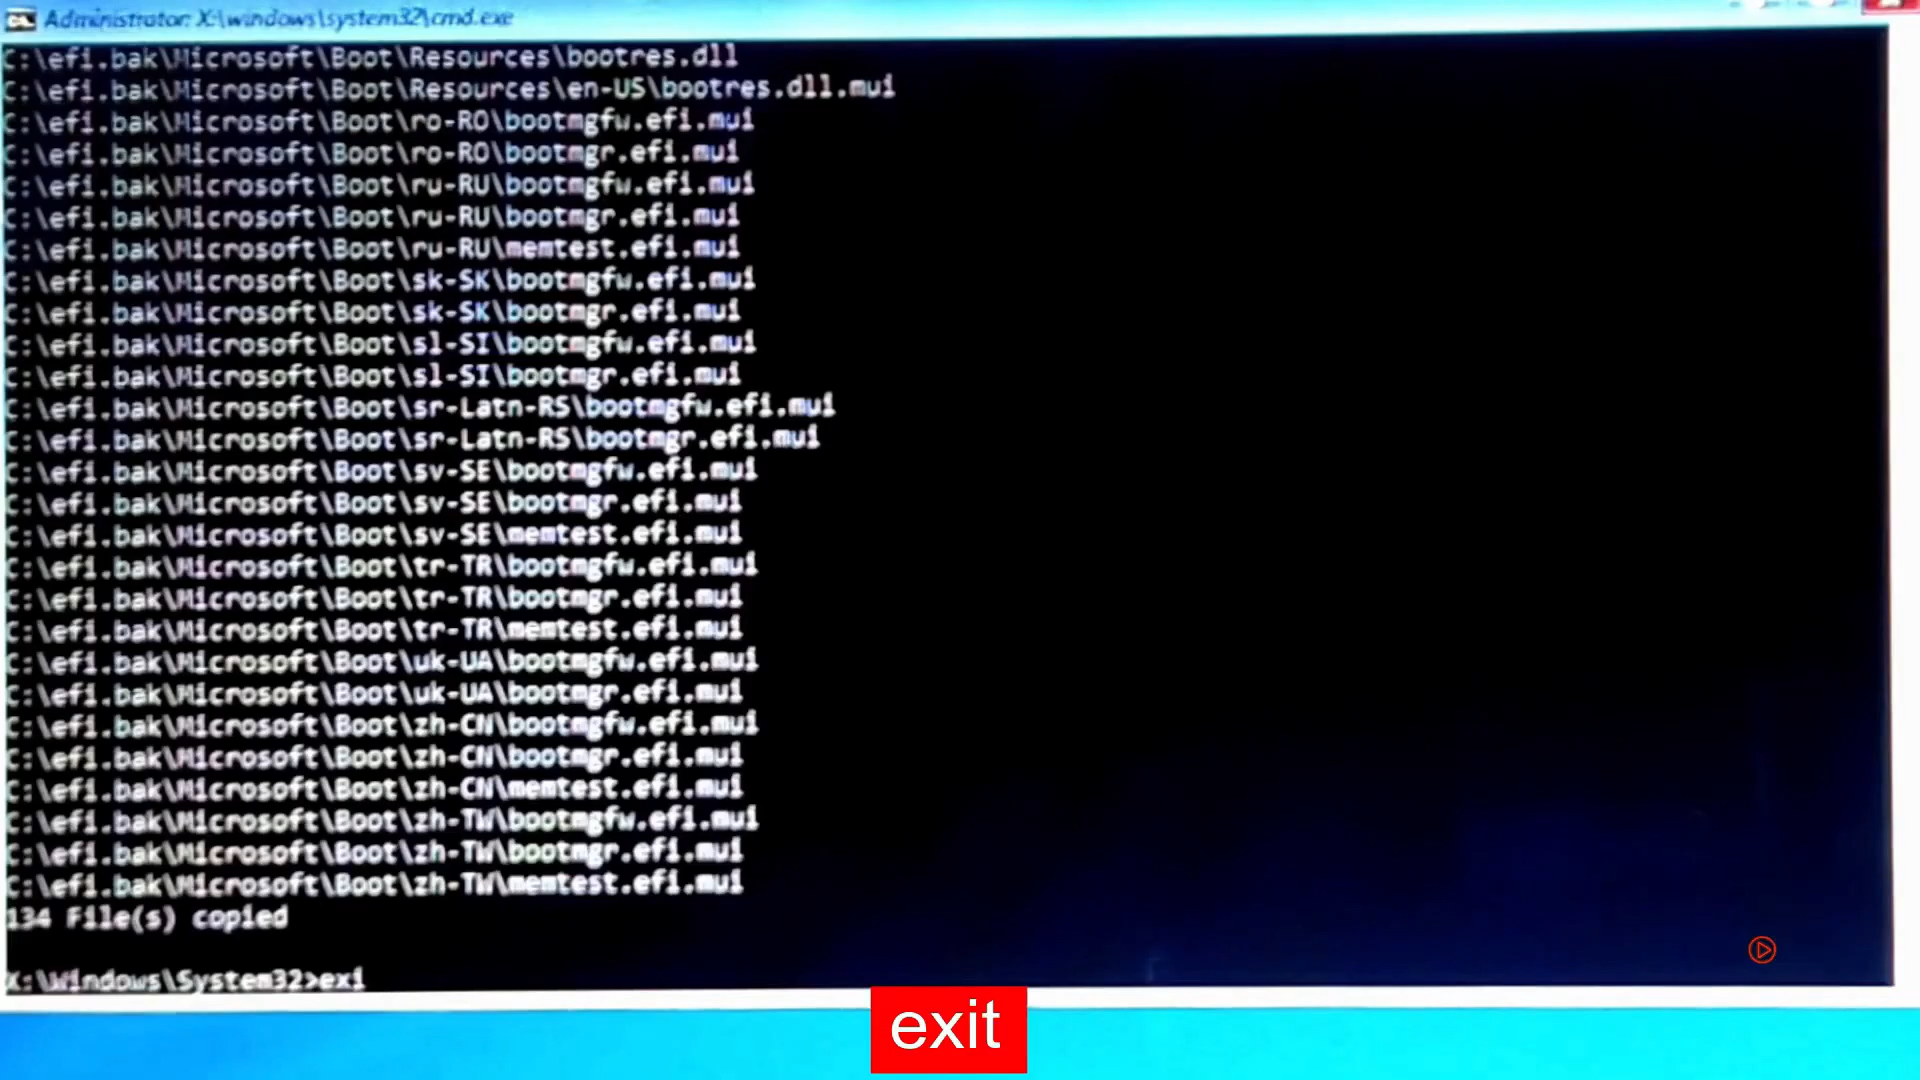 Administrator: X:\windows\system32\cmd.exe
C:\efi.bak\Microsoft\Boot\Resources\bootres.dll
C:\efi.bak\Microsoft\Boot\Resources\en-US\bootres.dll.mui
C:\efi.bak\Microsoft\Boot\ro-RO\bootmgfw.efi.mui
C:\efi.bak\Microsoft\Boot\ro-RO\bootmgr.efi.mui
C:\efi.bak\Microsoft\Boot\ru-RU\bootmgfw.efi.mui
C:\efi.bak\Microsoft\Boot\ru-RU\bootmgr.efi.mui
C:\efi.bak\Microsoft\Boot\ru-RU\memtest.efi.mui
C:\efi.bak\Microsoft\Boot\sk-SK\bootmgfw.efi.mui
C:\efi.bak\Microsoft\Boot\sk-SK\bootmgr.efi.mui
C:\efi.bak\Microsoft\Boot\sl-SI\bootmgfw.efi.mui
C:\efi.bak\Microsoft\Boot\sl-SI\bootmgr.efi.mui
C:\efi.bak\Microsoft\Boot\sr-Latn-RS\bootmgfw.efi.mui
C:\efi.bak\Microsoft\Boot\sr-Latn-RS\bootmgr.efi.mui
C:\efi.bak\Microsoft\Boot\sv-SE\bootmgfw.efi.mui
C:\efi.bak\Microsoft\Boot\sv-SE\bootmgr.efi.mui
C:\efi.bak\Microsoft\Boot\sv-SE\memtest.efi.mui
C:\efi.bak\Microsoft\Boot\tr-TR\bootmgfw.efi.mui
C:\efi.bak\Microsoft\Boot\tr-TR\bootmgr.efi.mui
C:\efi.bak\Microsoft\Boot\tr-TR\memtest.efi.mui
C:\efi.bak\Microsoft\Boot\uk-UA\bootmgfw.efi.mui
C:\efi.bak\Microsoft\Boot\uk-UA\bootmgr.efi.mui
C:\efi.bak\Microsoft\Boot\zh-CN\bootmgfw.efi.mui
C:\efi.bak\Microsoft\Boot\zh-CN\bootmgr.efi.mui
C:\efi.bak\Microsoft\Boot\zh-CN\memtest.efi.mui
C:\efi.bak\Microsoft\Boot\zh-TW\bootmgfw.efi.mui
C:\efi.bak\Microsoft\Boot\zh-TW\bootmgr.efi.mui
C:\efi.bak\Microsoft\Boot\zh-TW\memtest.efi.mui
134 File(s) copied
X:\Windows\System32>exi
exit